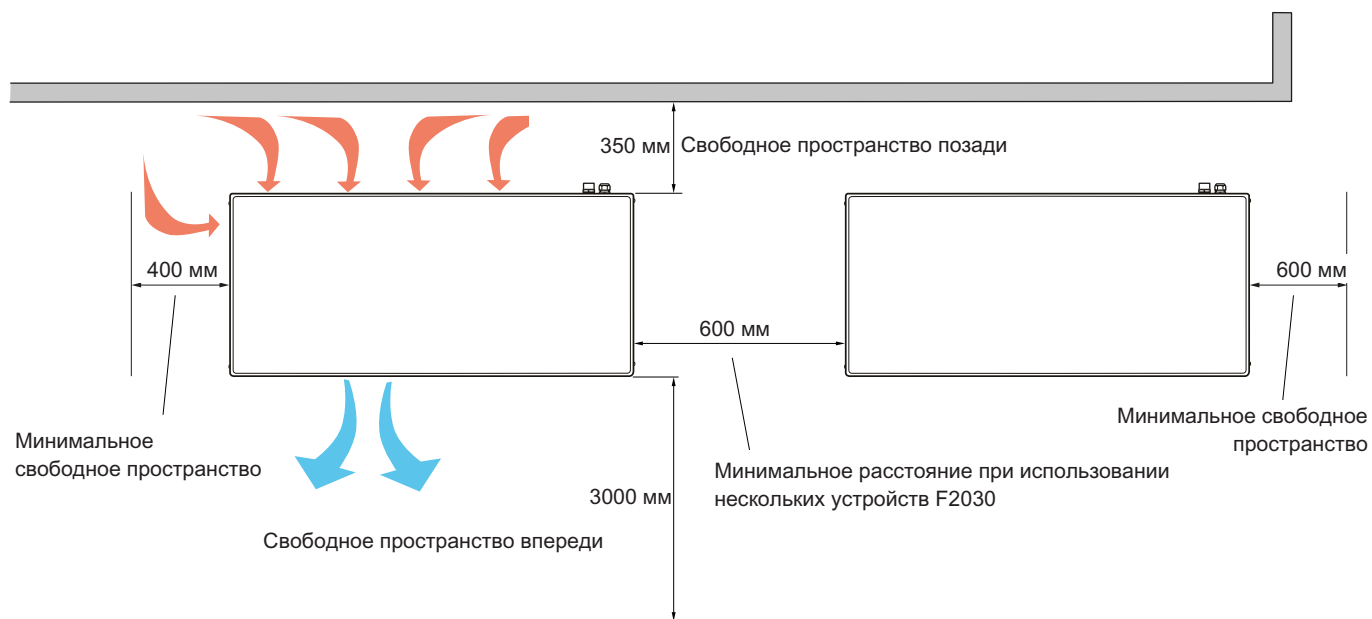 350 мм
Свободное пространство позади
400 мм
600 мм
600 мм
Минимальное
свободное пространство
Минимальное свободное
пространство
Минимальное расстояние при использовании
нескольких устройств F2030
3000 мм
Свободное пространство впереди